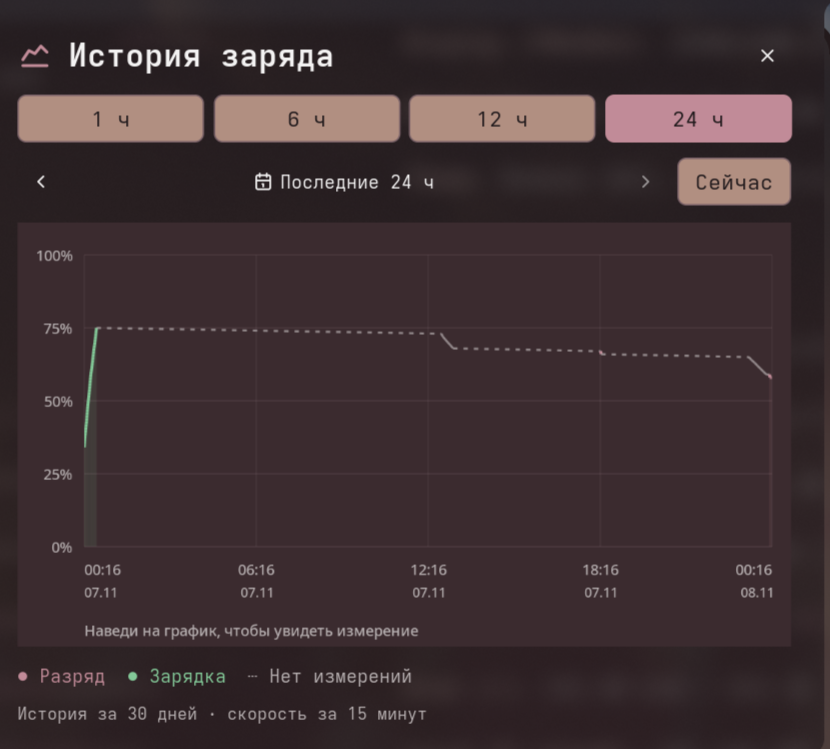 История заряда
1 ч 6 ч 12 ч 24 ч
Последние 24 ч Сейчас
100%
75%
50%
25%
0%
00:16 06:16 12:16 18:16 00:16
07.11 07.11 07.11 07.11 08.11
Наведи на график, чтобы увидеть измерение
Разряд Зарядка Нет измерений
История за 30 дней · скорость за 15 минут